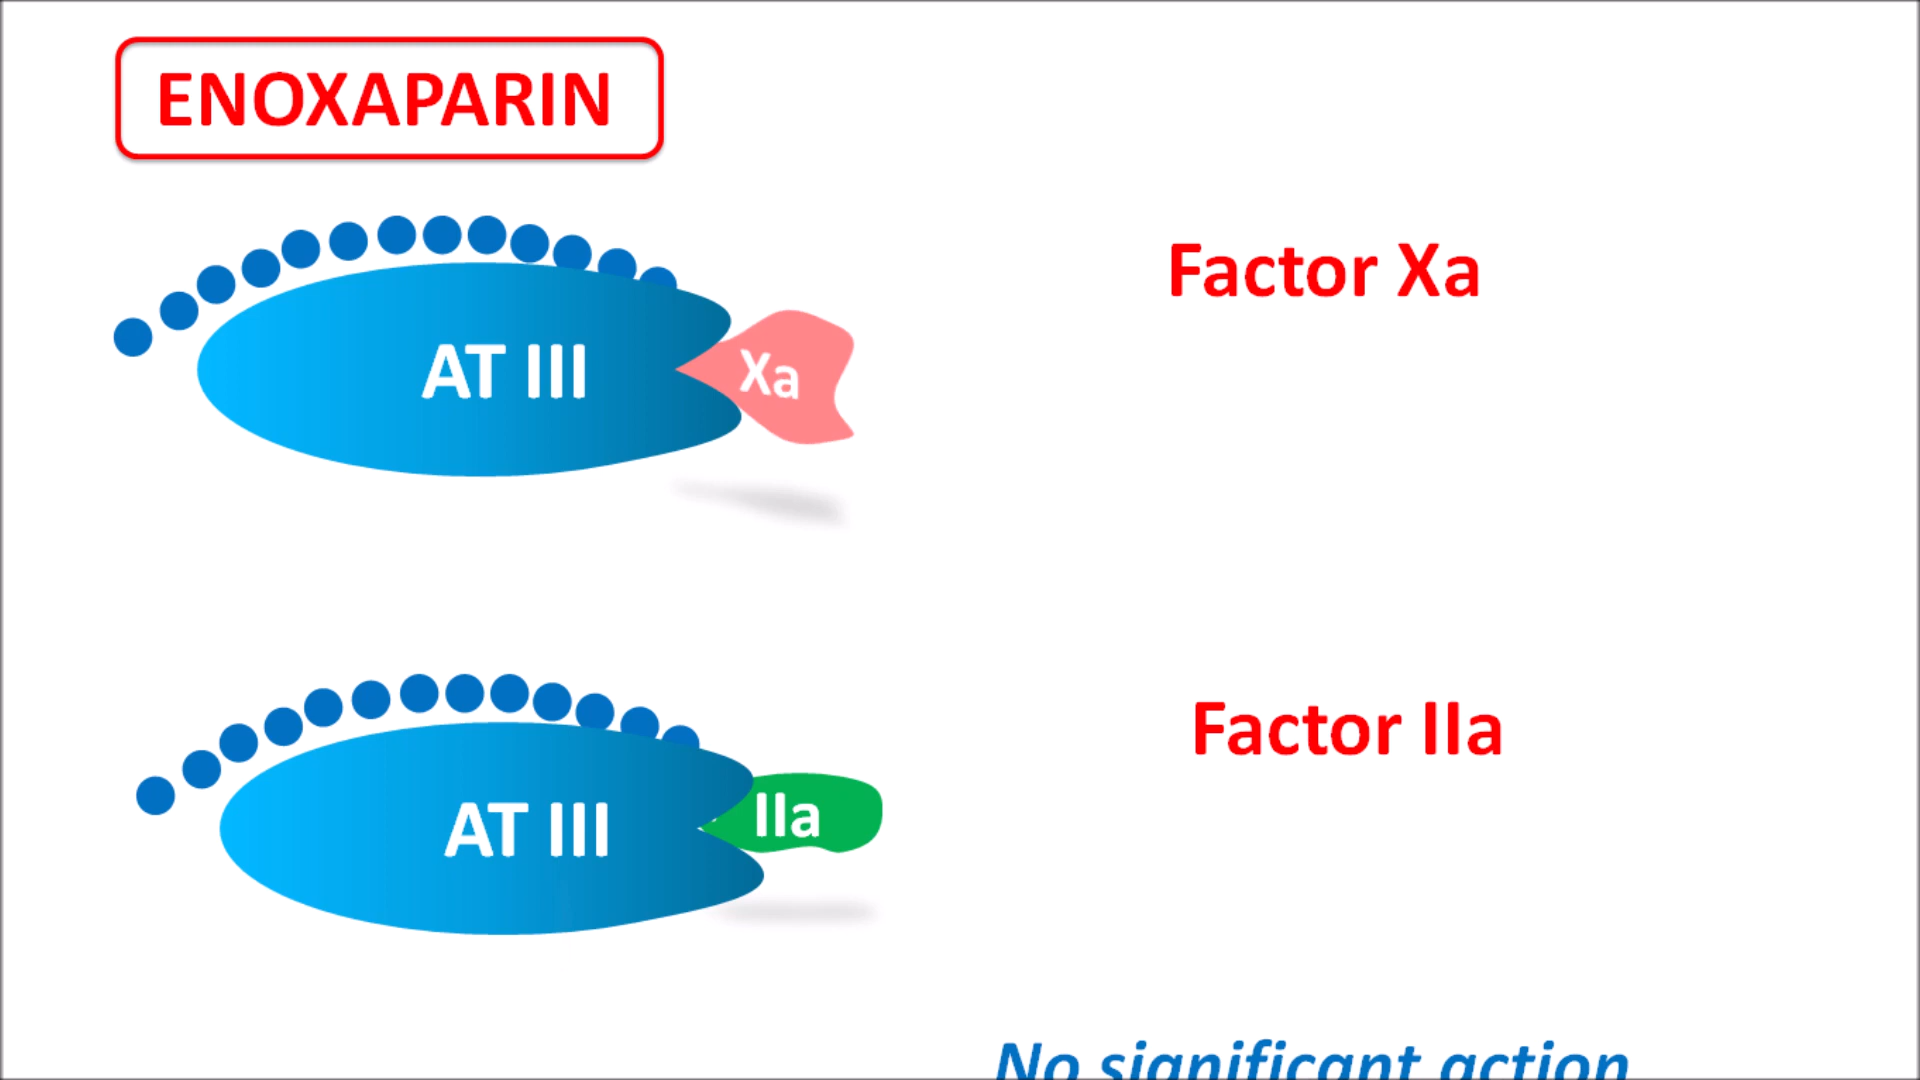 ENOXAPARIN
Factor Xa
AT III
Xa
Factor IIa
AT III
IIa
No significant action